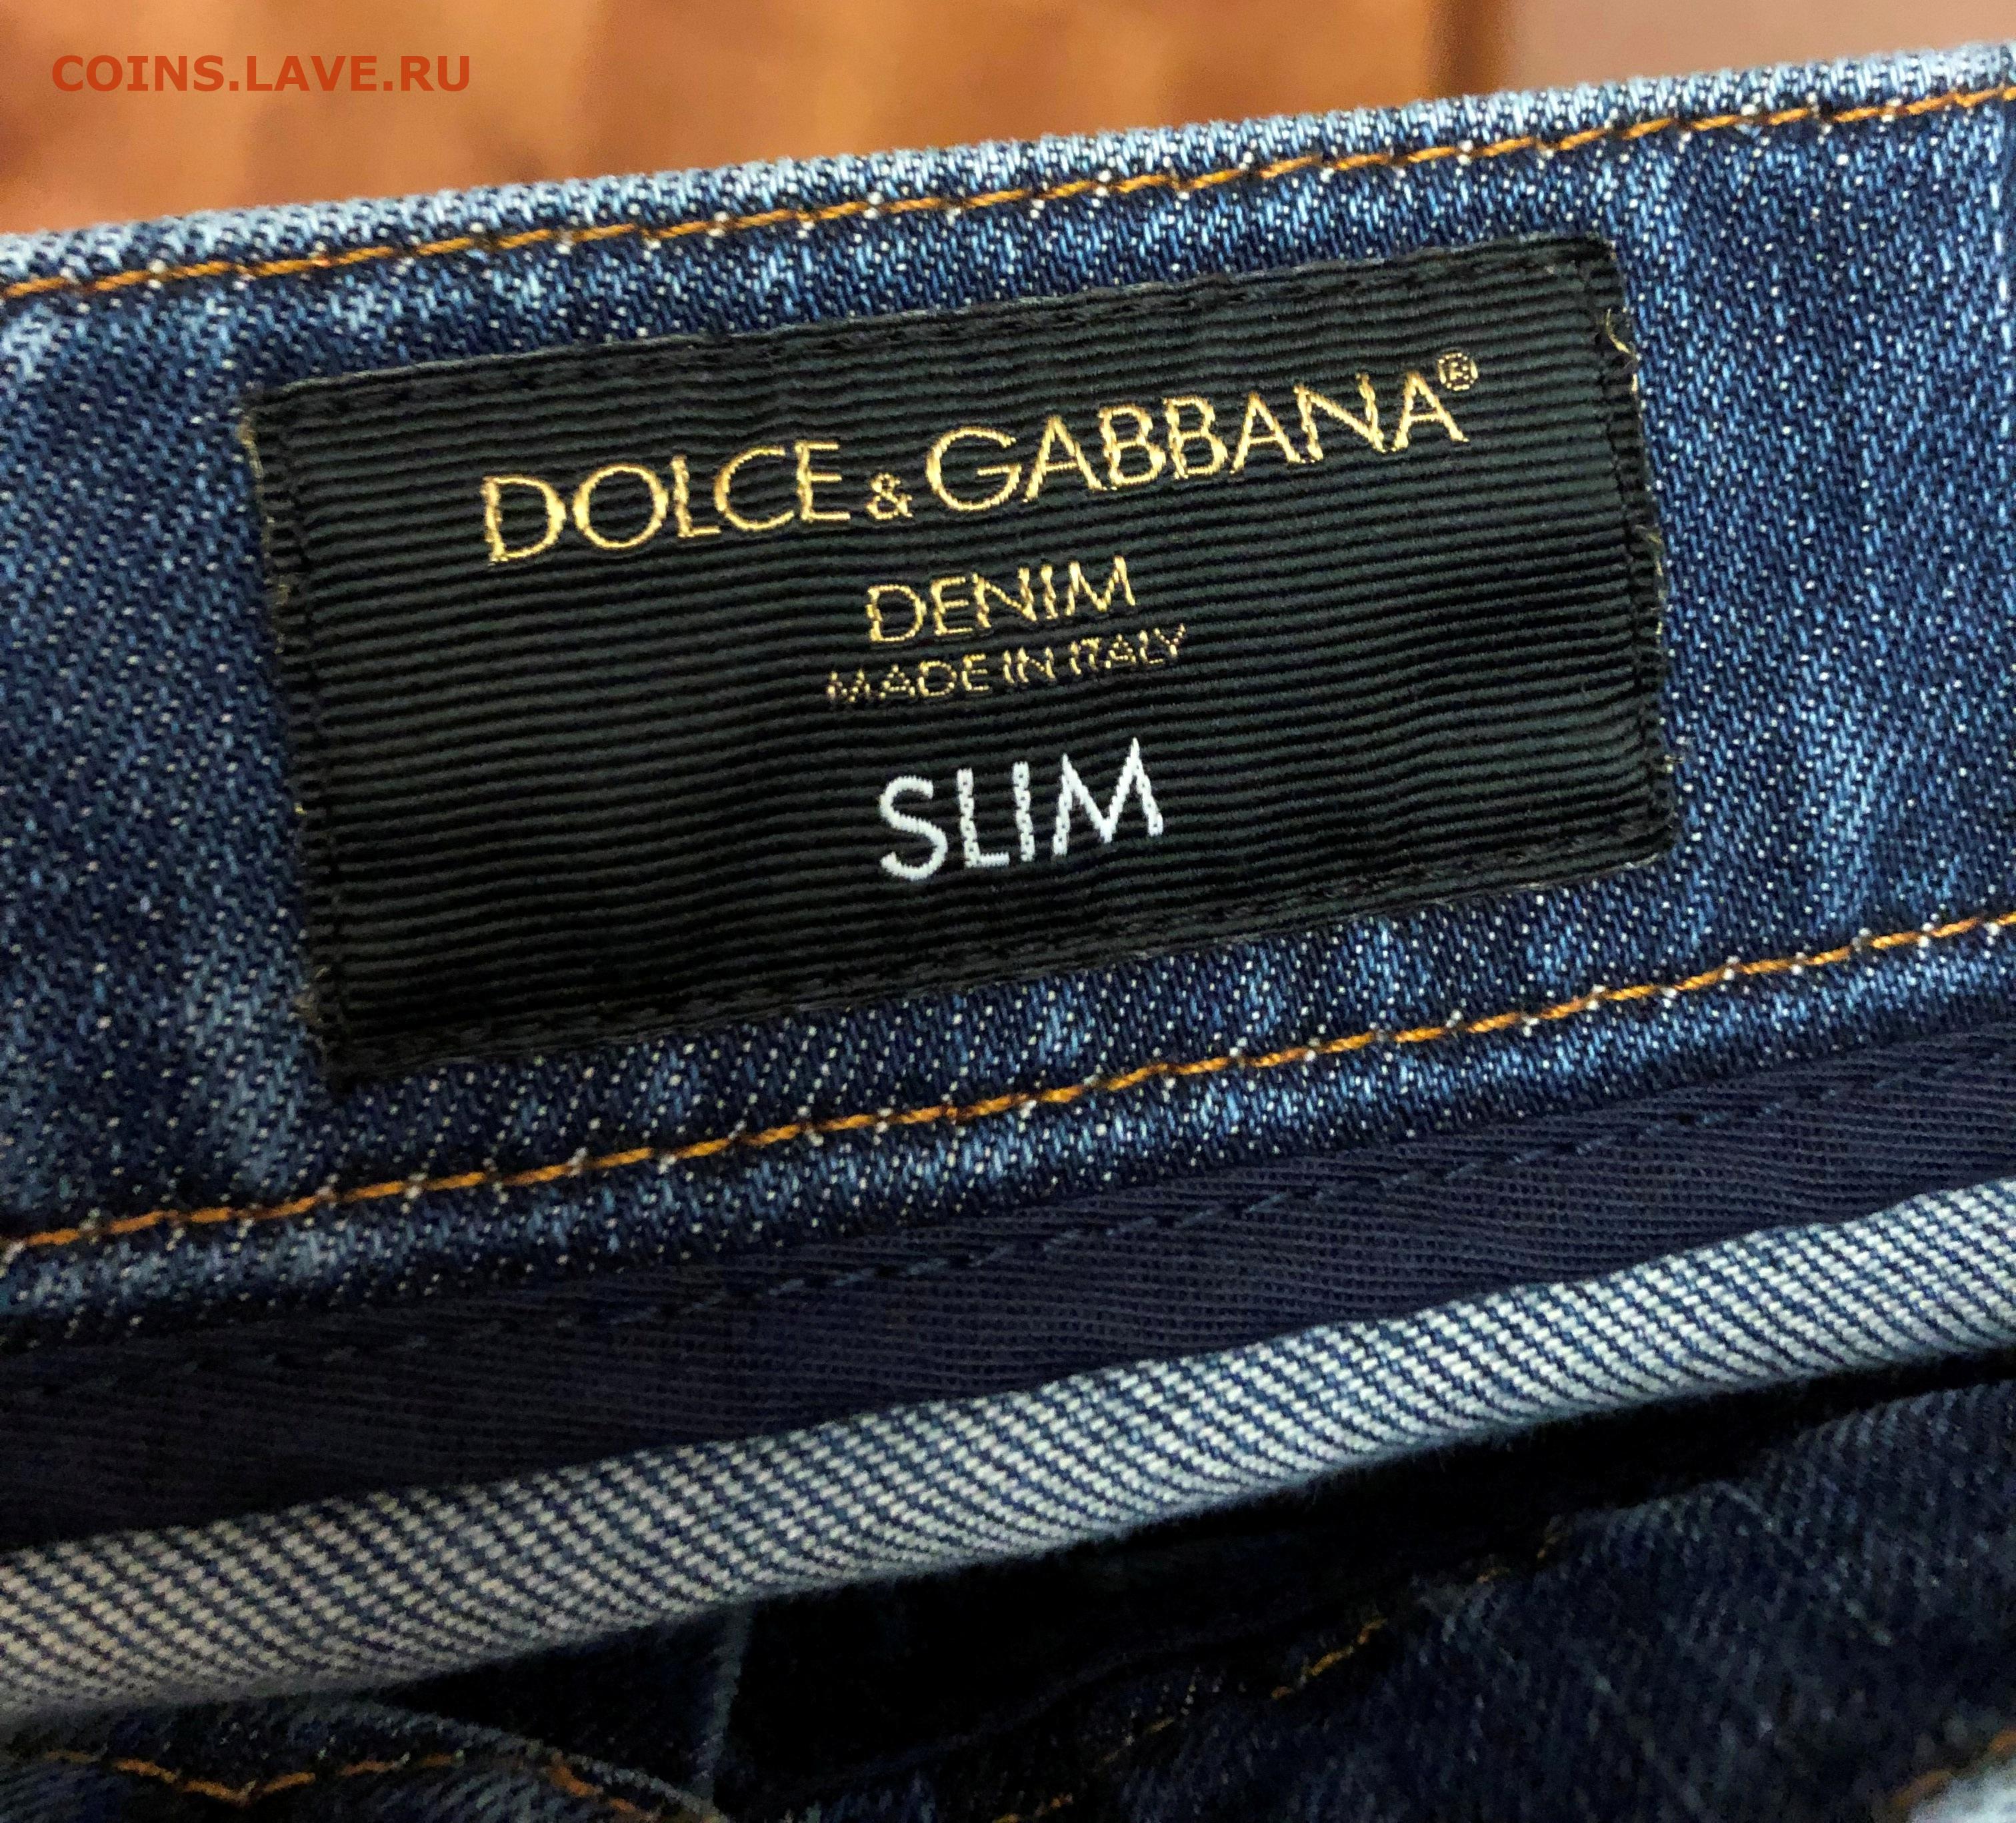 COINS.LAVE.RU
DOLCE & GABBANA®
DENIM
MADE IN ITALY
SLIM